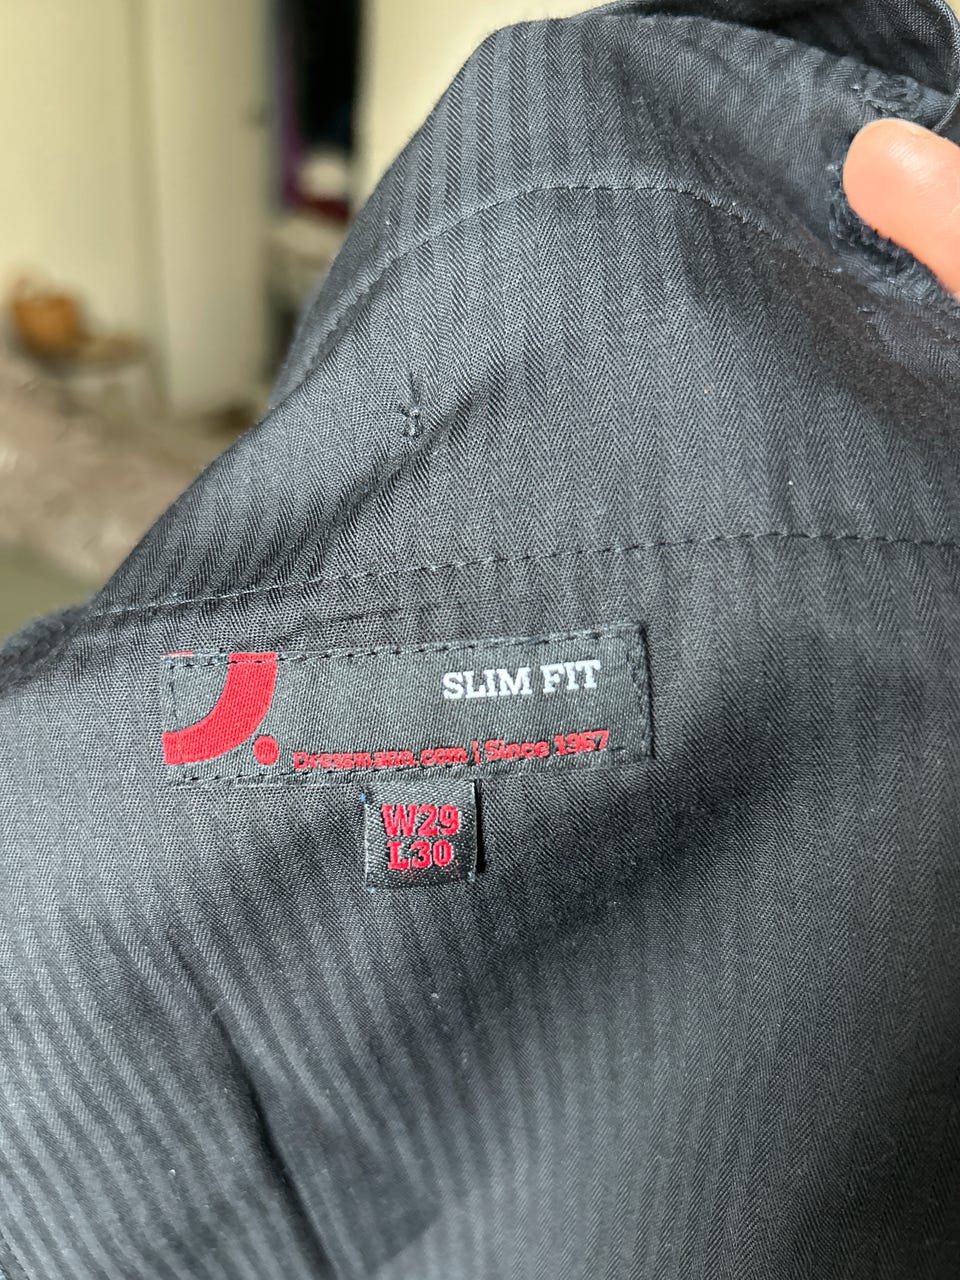 SLIM FIT
Dressmann.com | Since 1967
W29
L30